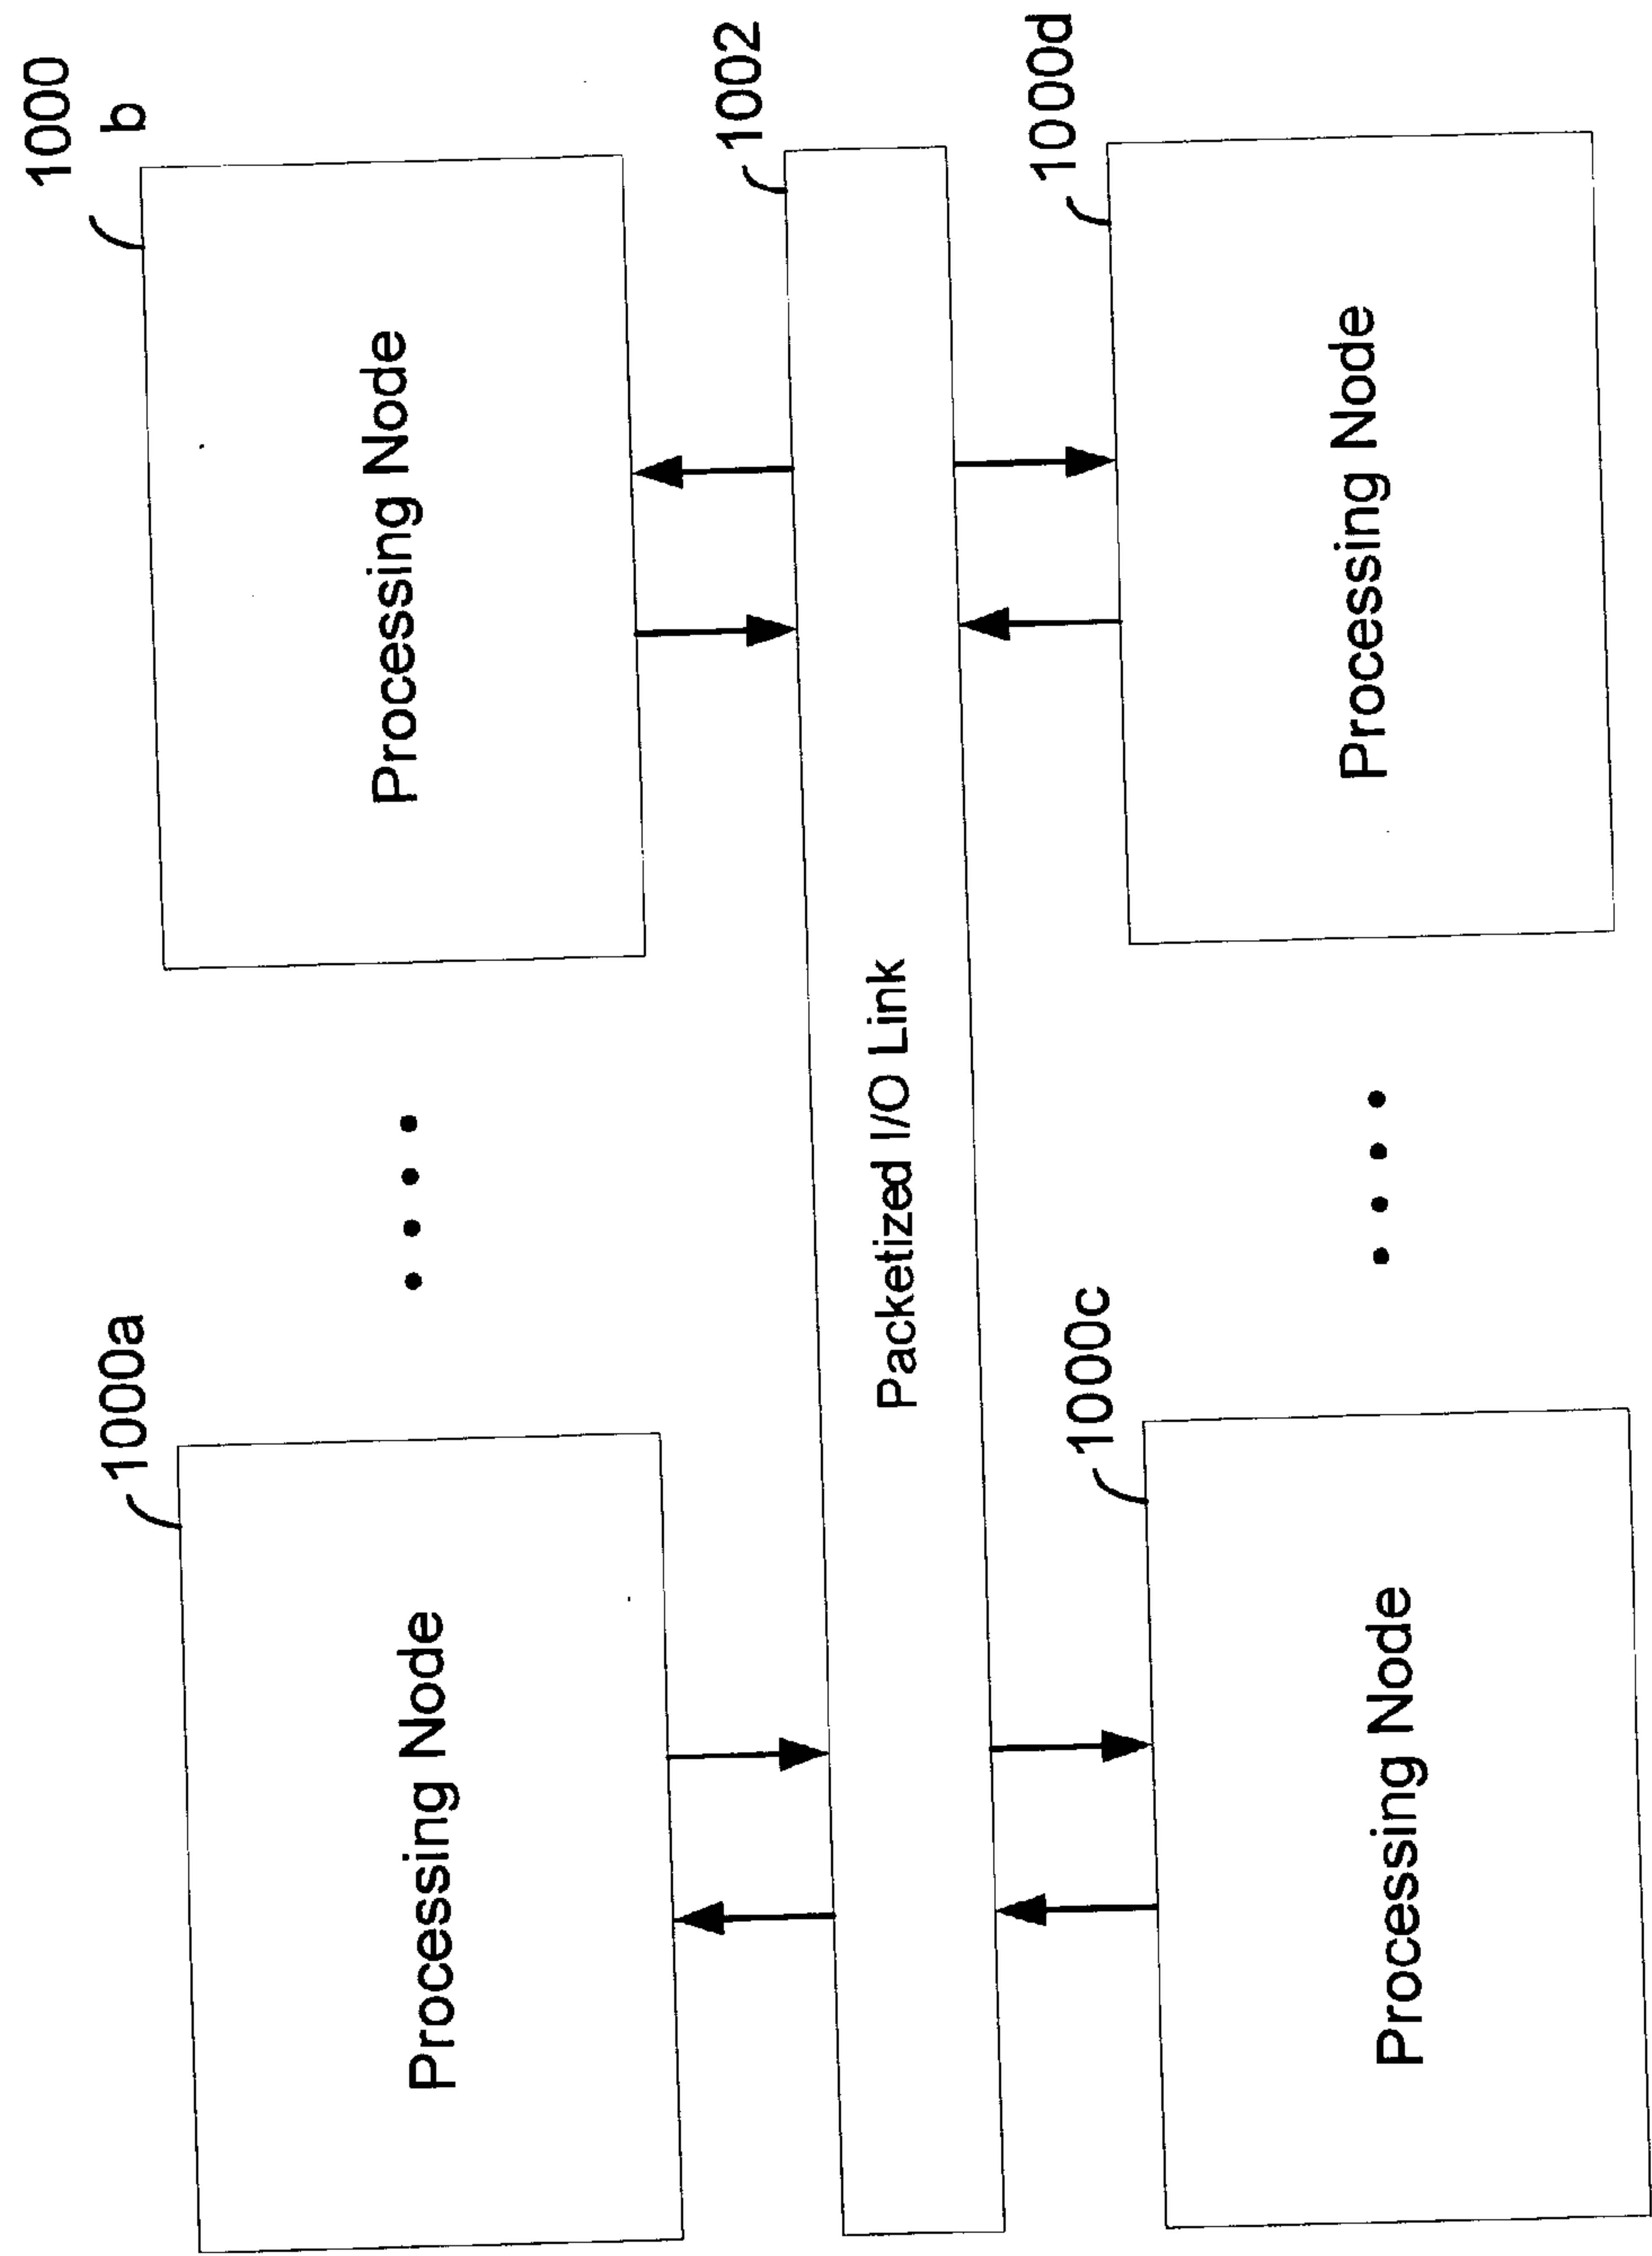 1000a
Processing Node
1000
b
Processing Node
1002
Packetized I/O Link
1000c
Processing Node
1000d
Processing Node